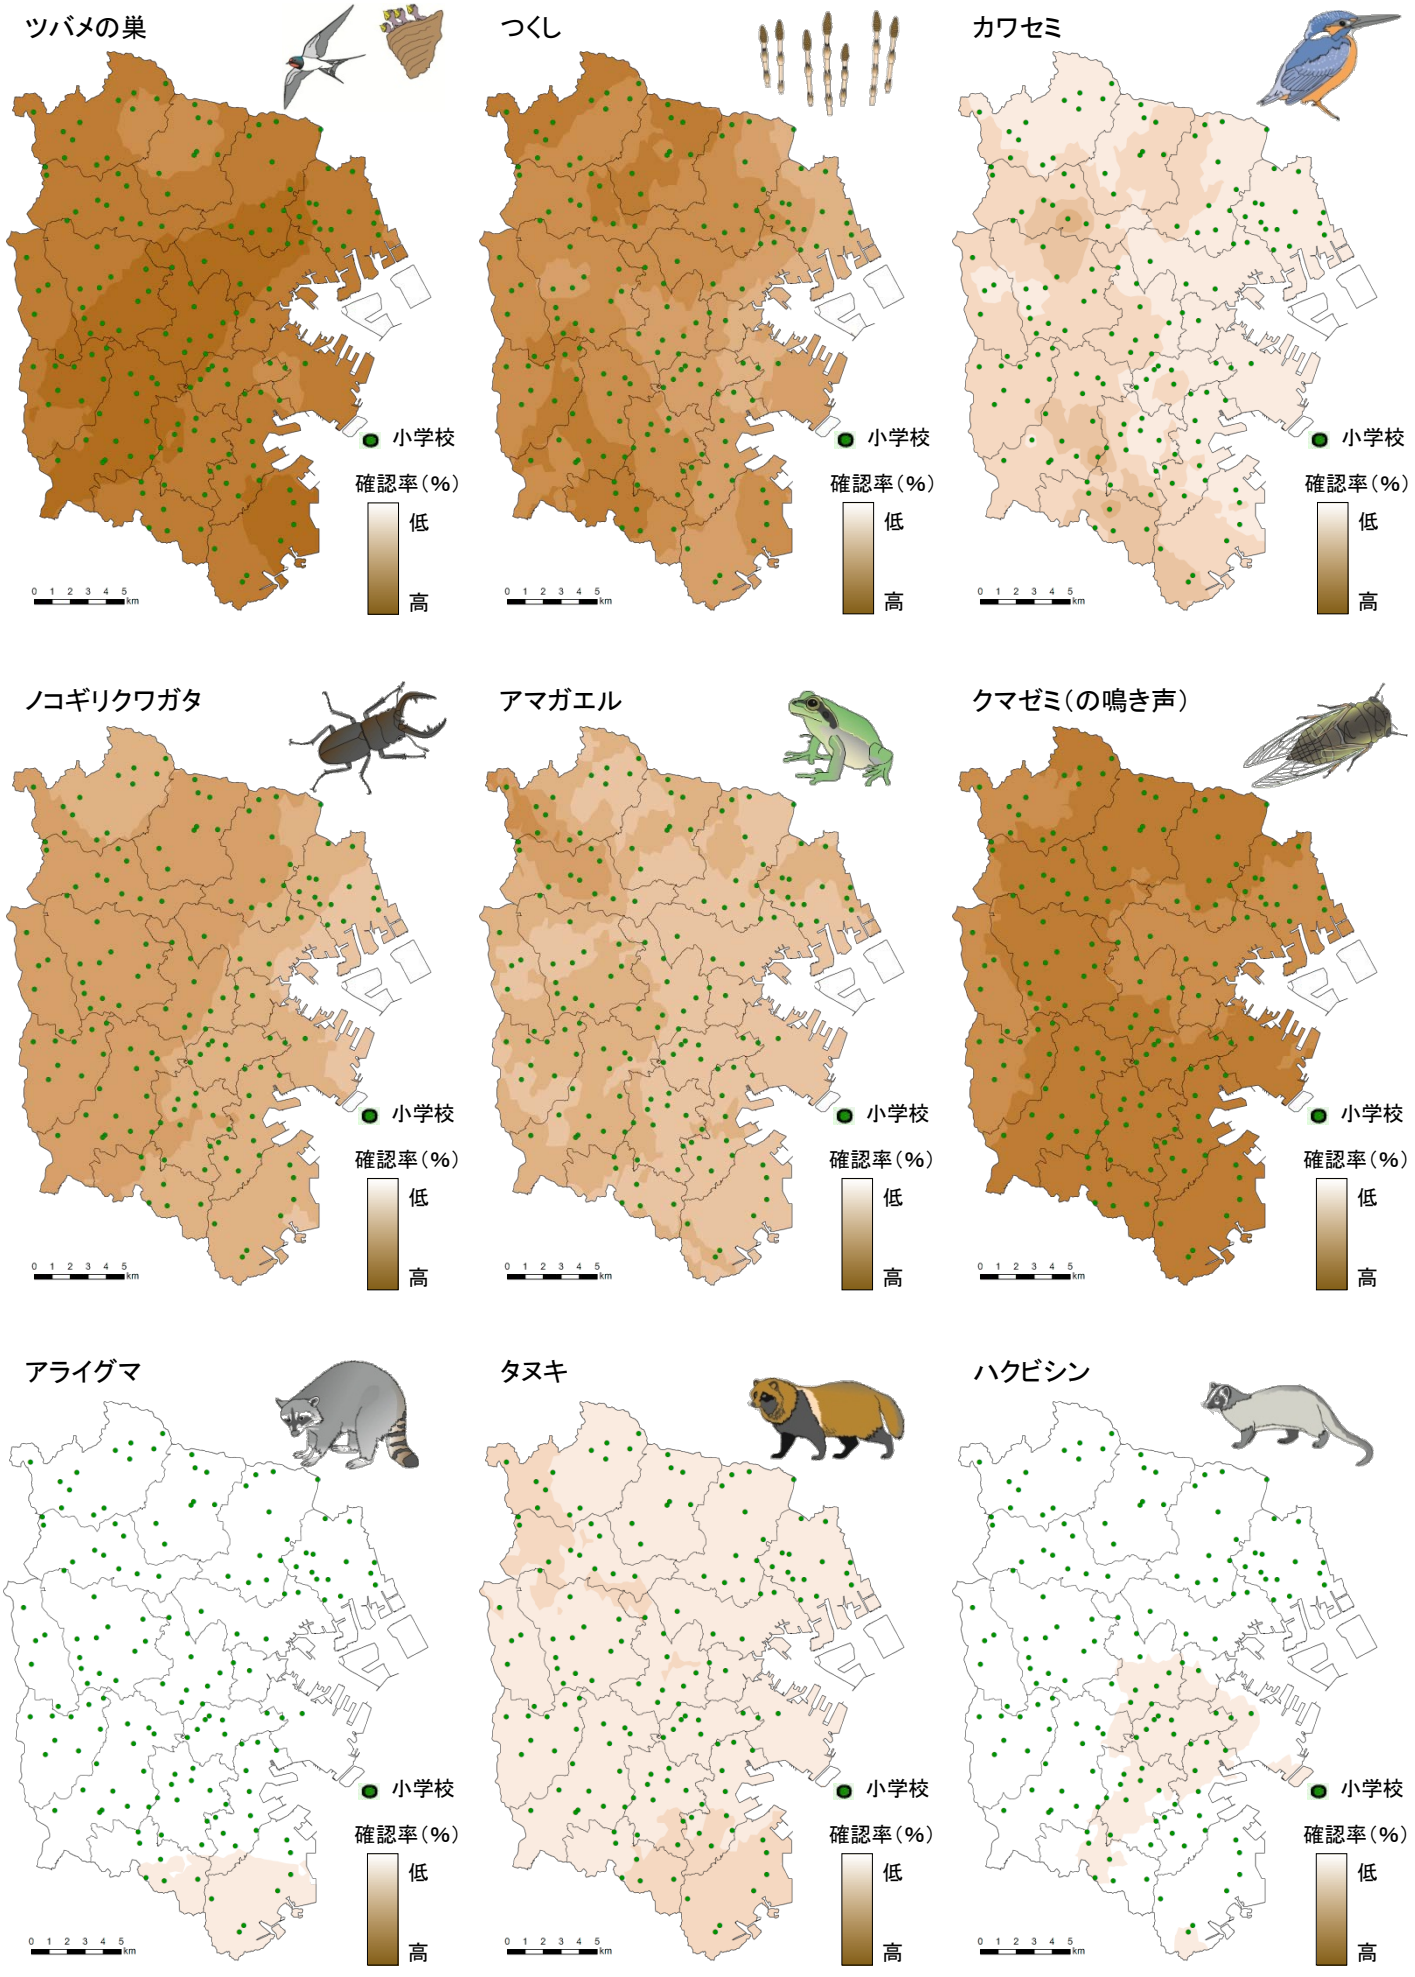 ツバメの巣
小学校
確認率(%)
低
高
0 1 2 3 4 5
km
つくし
小学校
確認率(%)
低
高
0 1 2 3 4 5
km
カワセミ
小学校
確認率(%)
低
高
0 1 2 3 4 5
km
ノコギリクワガタ
小学校
確認率(%)
低
高
0 1 2 3 4 5
km
アマガエル
小学校
確認率(%)
低
高
0 1 2 3 4 5
km
クマゼミ(の鳴き声)
小学校
確認率(%)
低
高
0 1 2 3 4 5
km
アライグマ
小学校
確認率(%)
低
高
0 1 2 3 4 5
km
タヌキ
小学校
確認率(%)
低
高
0 1 2 3 4 5
km
ハクビシン
小学校
確認率(%)
低
高
0 1 2 3 4 5
km